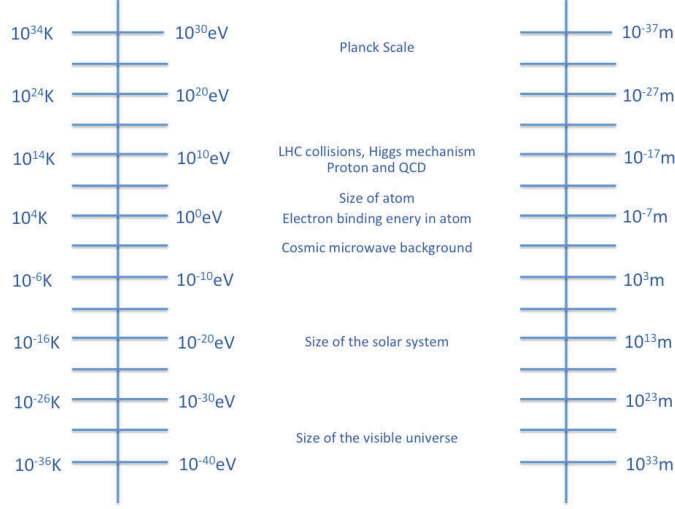 10³⁴K 10³⁰eV 10⁻³⁷m
Planck Scale
10²⁴K 10²⁰eV 10⁻²⁷m
LHC collisions, Higgs mechanism
10¹⁴K 10¹⁰eV 10⁻¹⁷m
Proton and QCD
Size of atom
10⁴K 10⁰eV Electron binding enery in atom 10⁻⁷m
Cosmic microwave background
10⁻⁶K 10⁻¹⁰eV 10³m
10⁻¹⁶K 10⁻²⁰eV Size of the solar system 10¹³m
10⁻²⁶K 10⁻³⁰eV 10²³m
Size of the visible universe
10⁻³⁶K 10⁻⁴⁰eV 10³³m